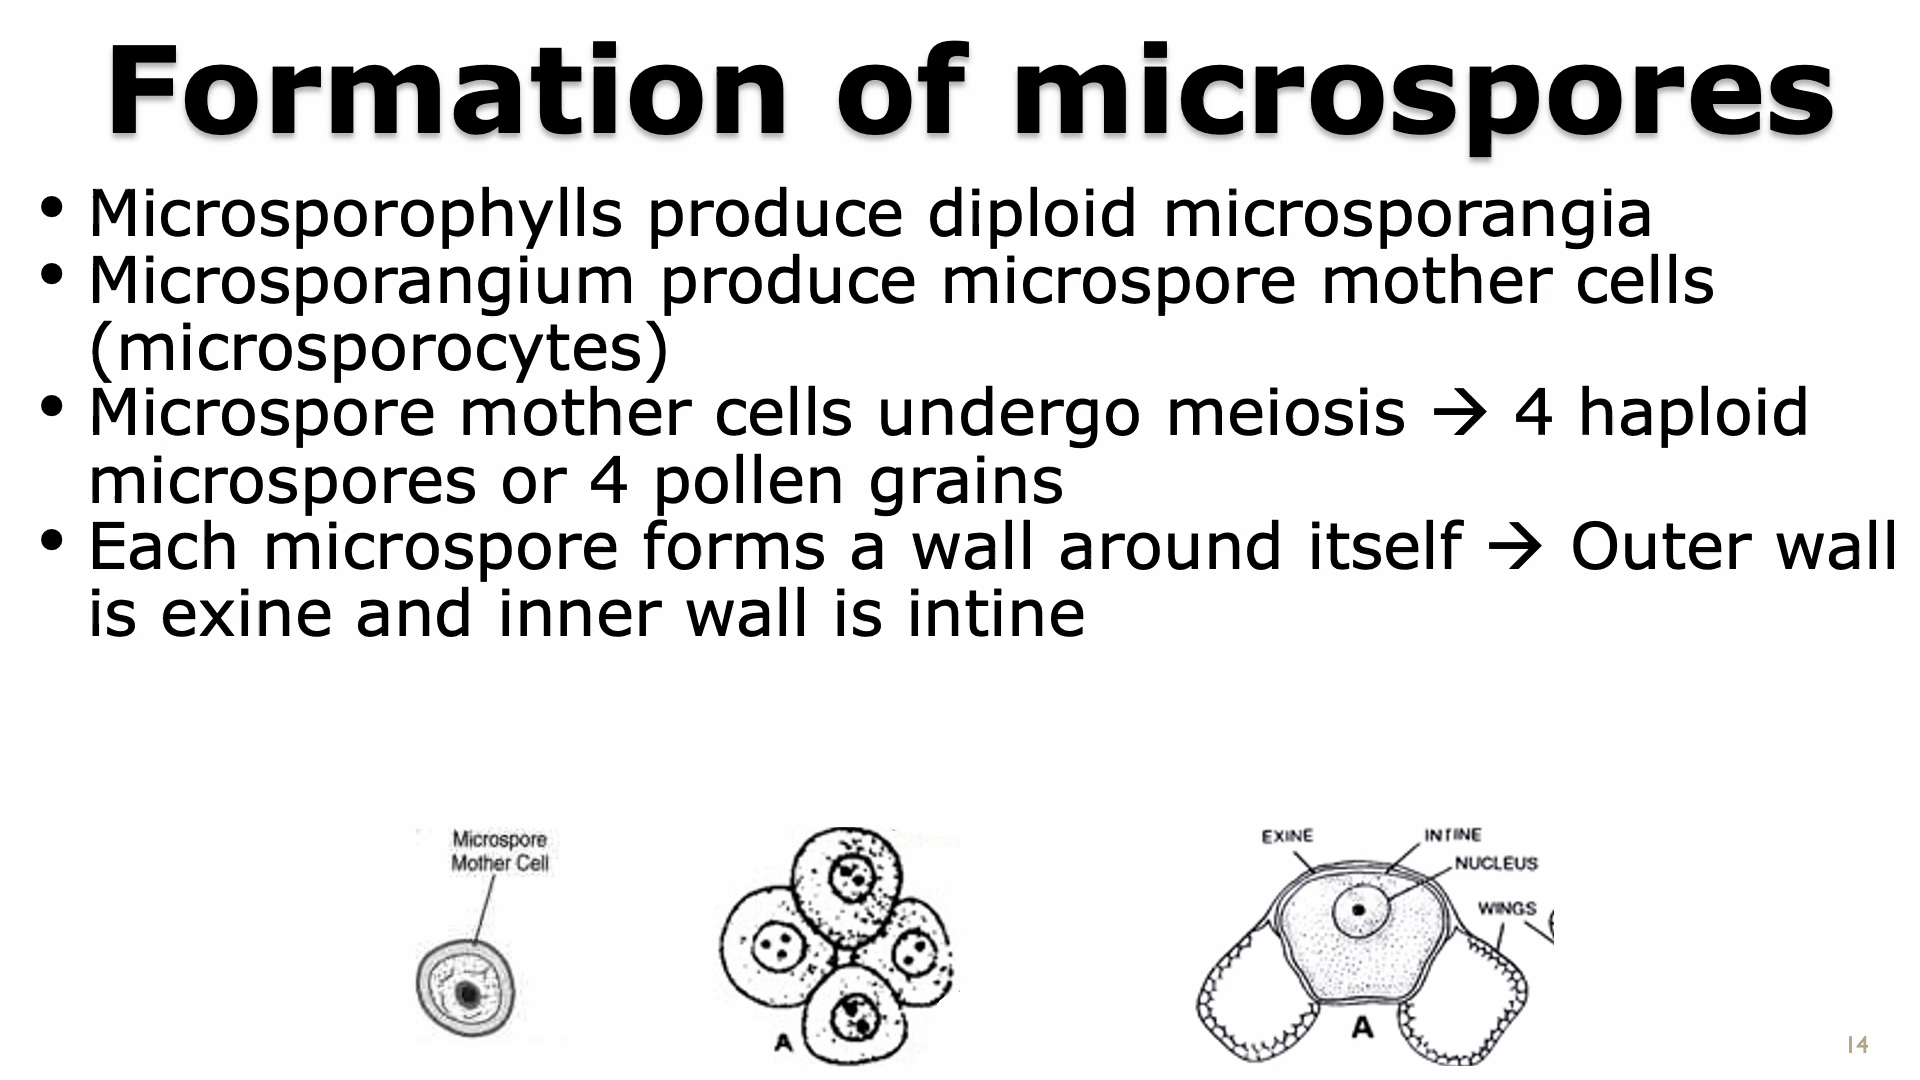 Formation of microspores
• Microsporophylls produce diploid microsporangia
• Microsporangium produce microspore mother cells
(microsporocytes)
• Microspore mother cells undergo meiosis → 4 haploid
microspores or 4 pollen grains
• Each microspore forms a wall around itself → Outer wall
is exine and inner wall is intine
Microspore
Mother Cell
A
EXINE
INTINE
NUCLEUS
WINGS
A
14